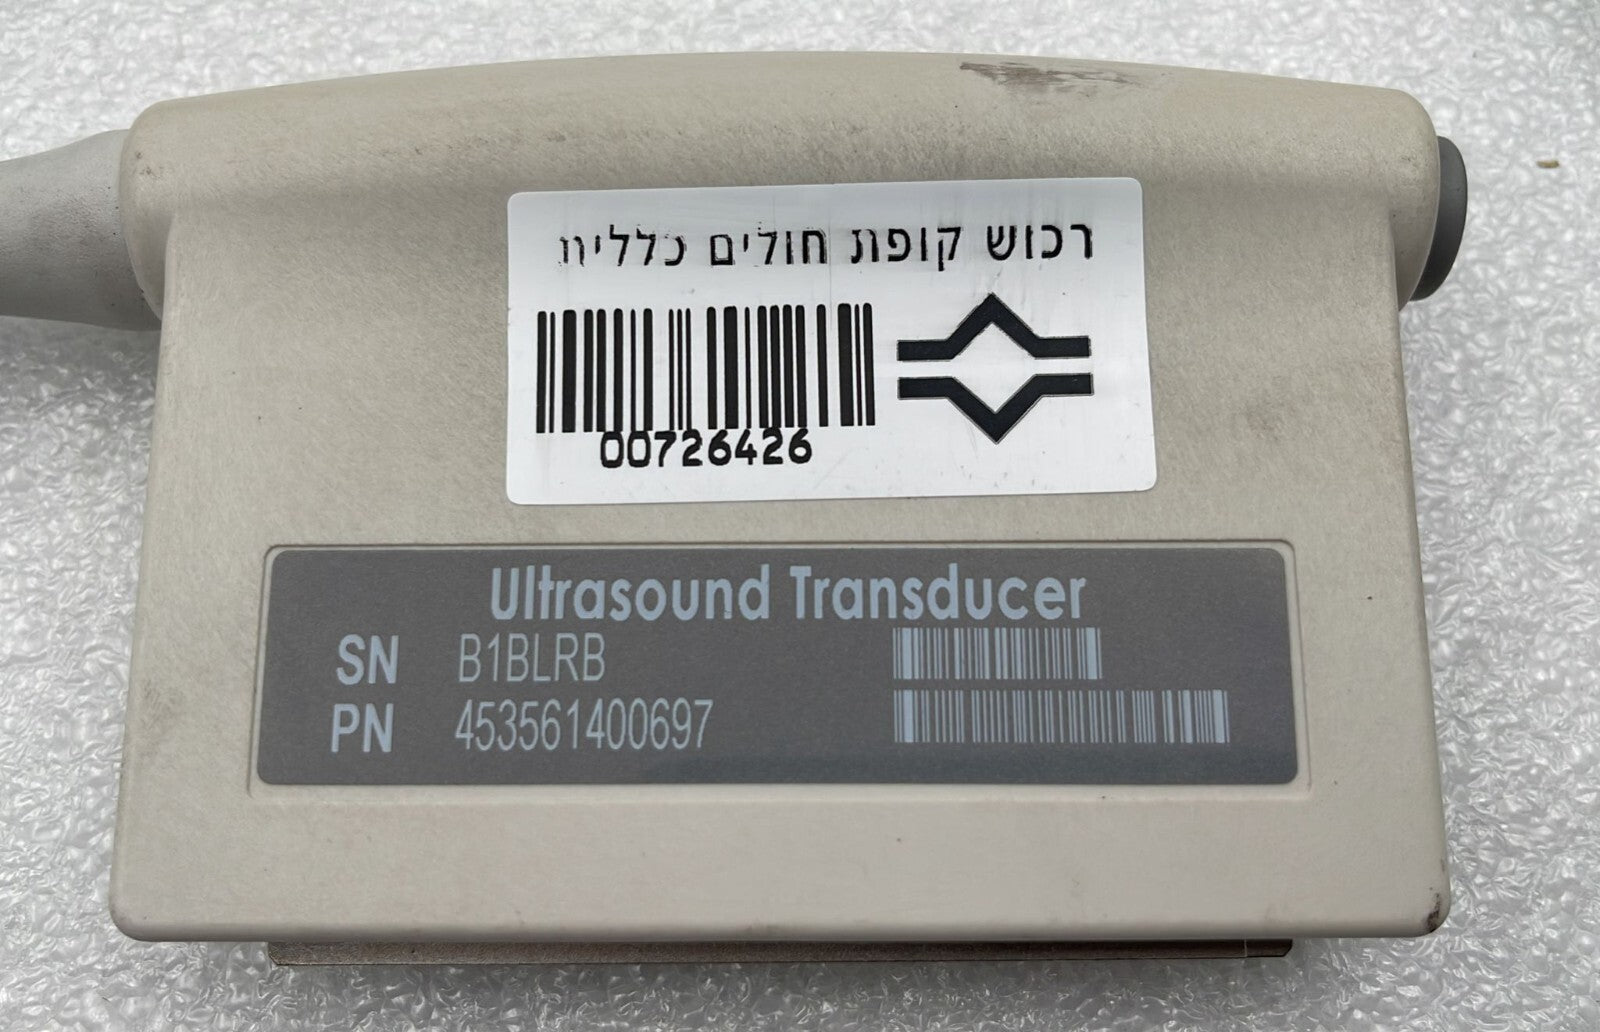 רכוש קופת חולים כללית
00726426
Ultrasound Transducer
SN B1BLRB
PN 453561400697